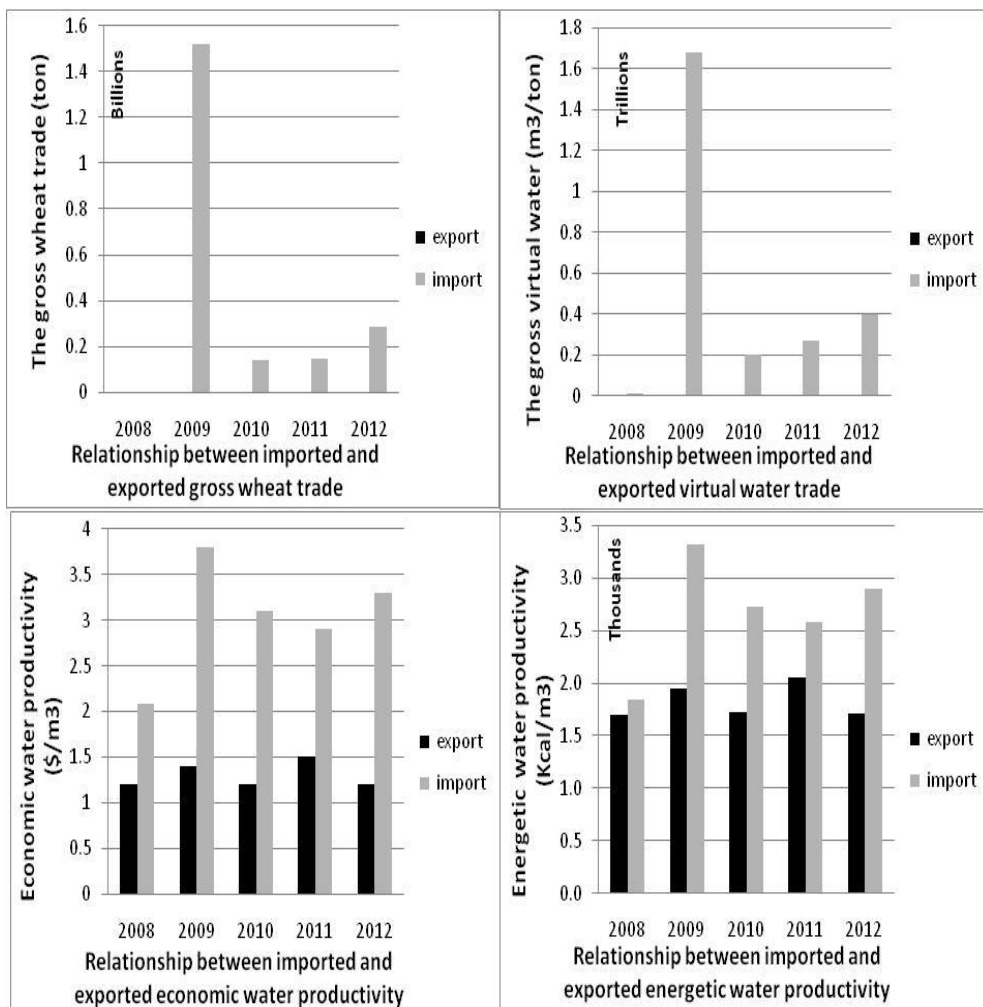 The gross wheat trade (ton)
Billions
1.6
1.4
1.2
1
0.8
0.6
0.4
0.2
0
2008 2009 2010 2011 2012
export
import
Relationship between imported and
exported gross wheat trade
The gross virtual water (m3/ton)
Trillions
1.8
1.6
1.4
1.2
1
0.8
0.6
0.4
0.2
0
2008 2009 2010 2011 2012
export
import
Relationship between imported and
exported virtual water trade
Economic water productivity
($/m3)
4
3.5
3
2.5
2
1.5
1
0.5
0
2008 2009 2010 2011 2012
export
import
Relationship between imported and
exported economic water productivity
Energetic water productivity
(Kcal/m3)
Thousands
3.5
3.0
2.5
2.0
1.5
1.0
0.5
0.0
2008 2009 2010 2011 2012
export
import
Relationship between imported and
exported energetic water productivity